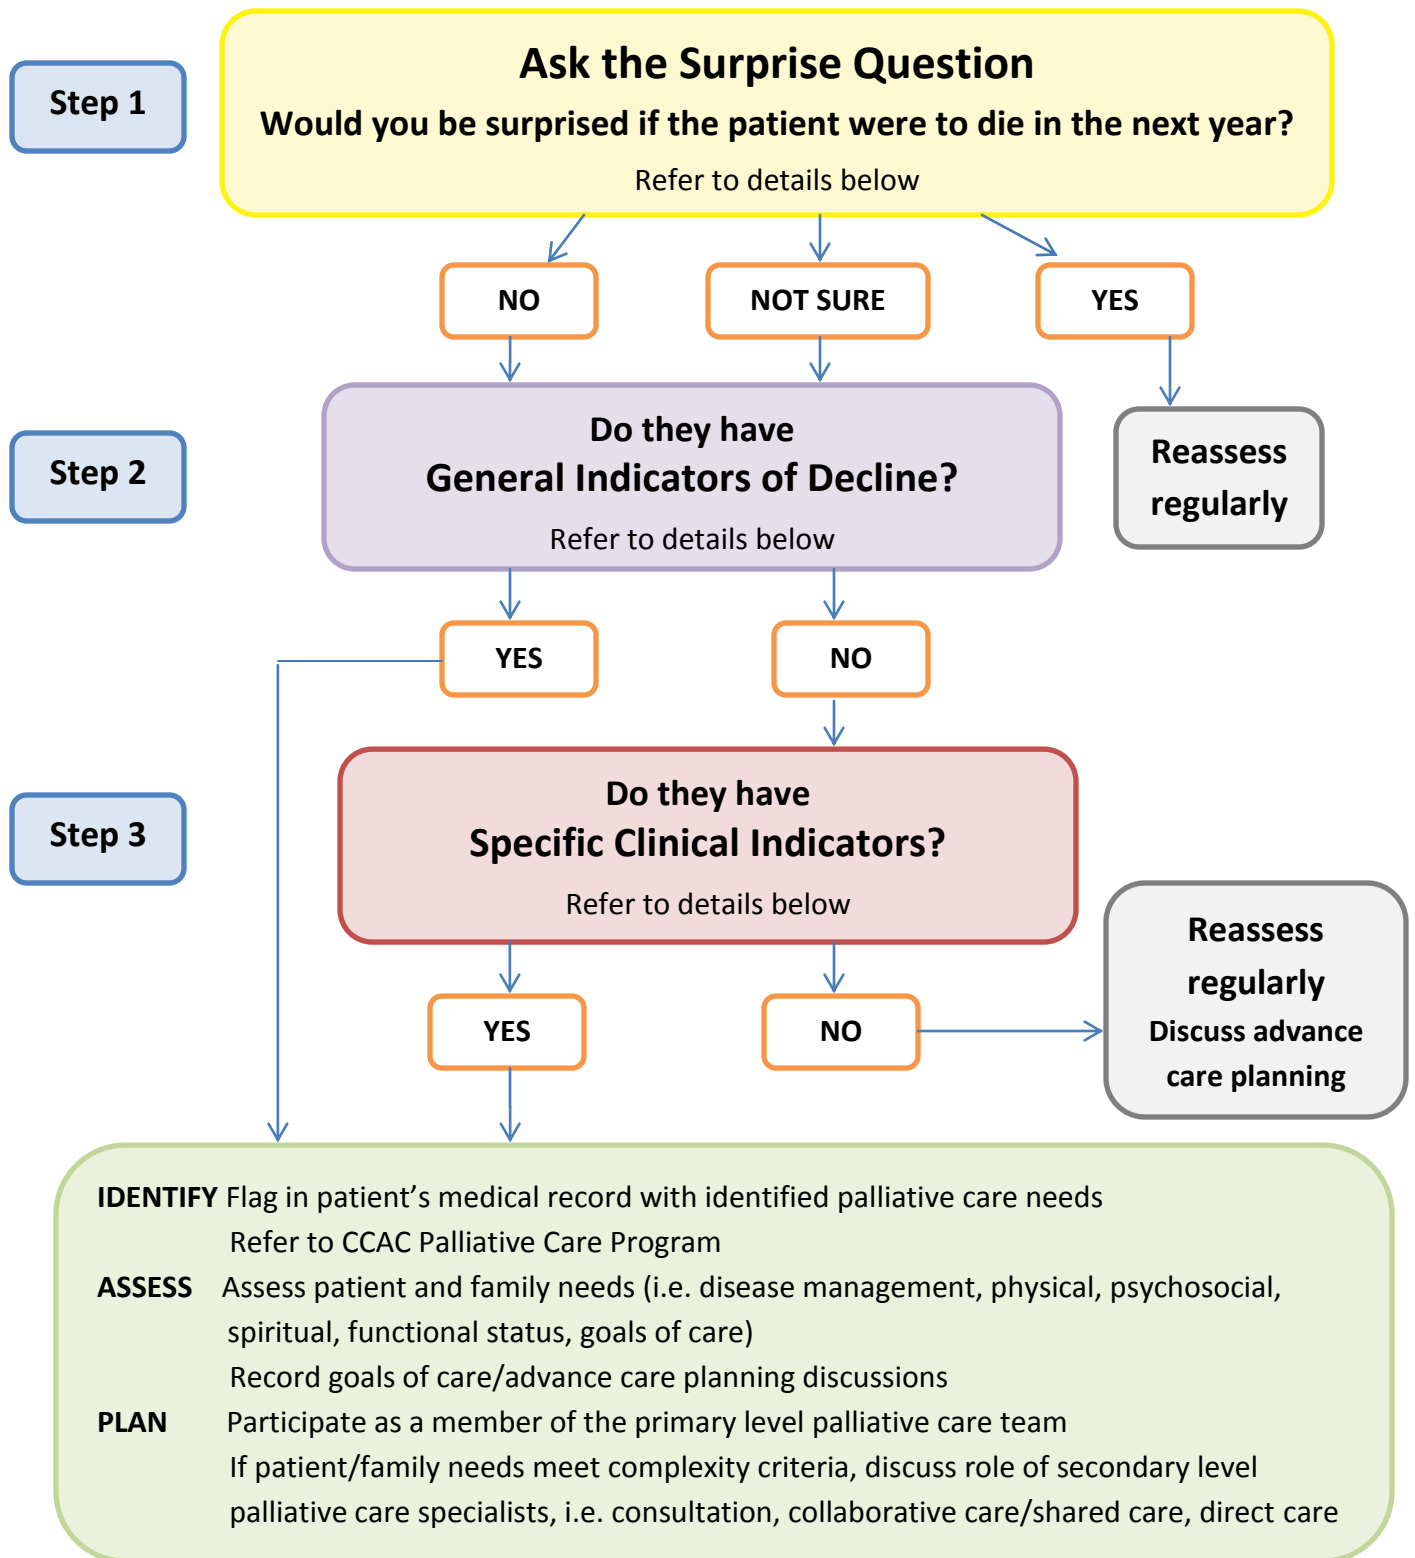 Step 1
Ask the Surprise Question
Would you be surprised if the patient were to die in the next year?
Refer to details below
NO
NOT SURE
YES
Step 2
Do they have
General Indicators of Decline?
Refer to details below
Reassess
regularly
YES
NO
Step 3
Do they have
Specific Clinical Indicators?
Refer to details below
YES
NO
Reassess
regularly
Discuss advance
care planning
IDENTIFY Flag in patient’s medical record with identified palliative care needs
Refer to CCAC Palliative Care Program
ASSESS Assess patient and family needs (i.e. disease management, physical, psychosocial,
spiritual, functional status, goals of care)
Record goals of care/advance care planning discussions
PLAN Participate as a member of the primary level palliative care team
If patient/family needs meet complexity criteria, discuss role of secondary level
palliative care specialists, i.e. consultation, collaborative care/shared care, direct care